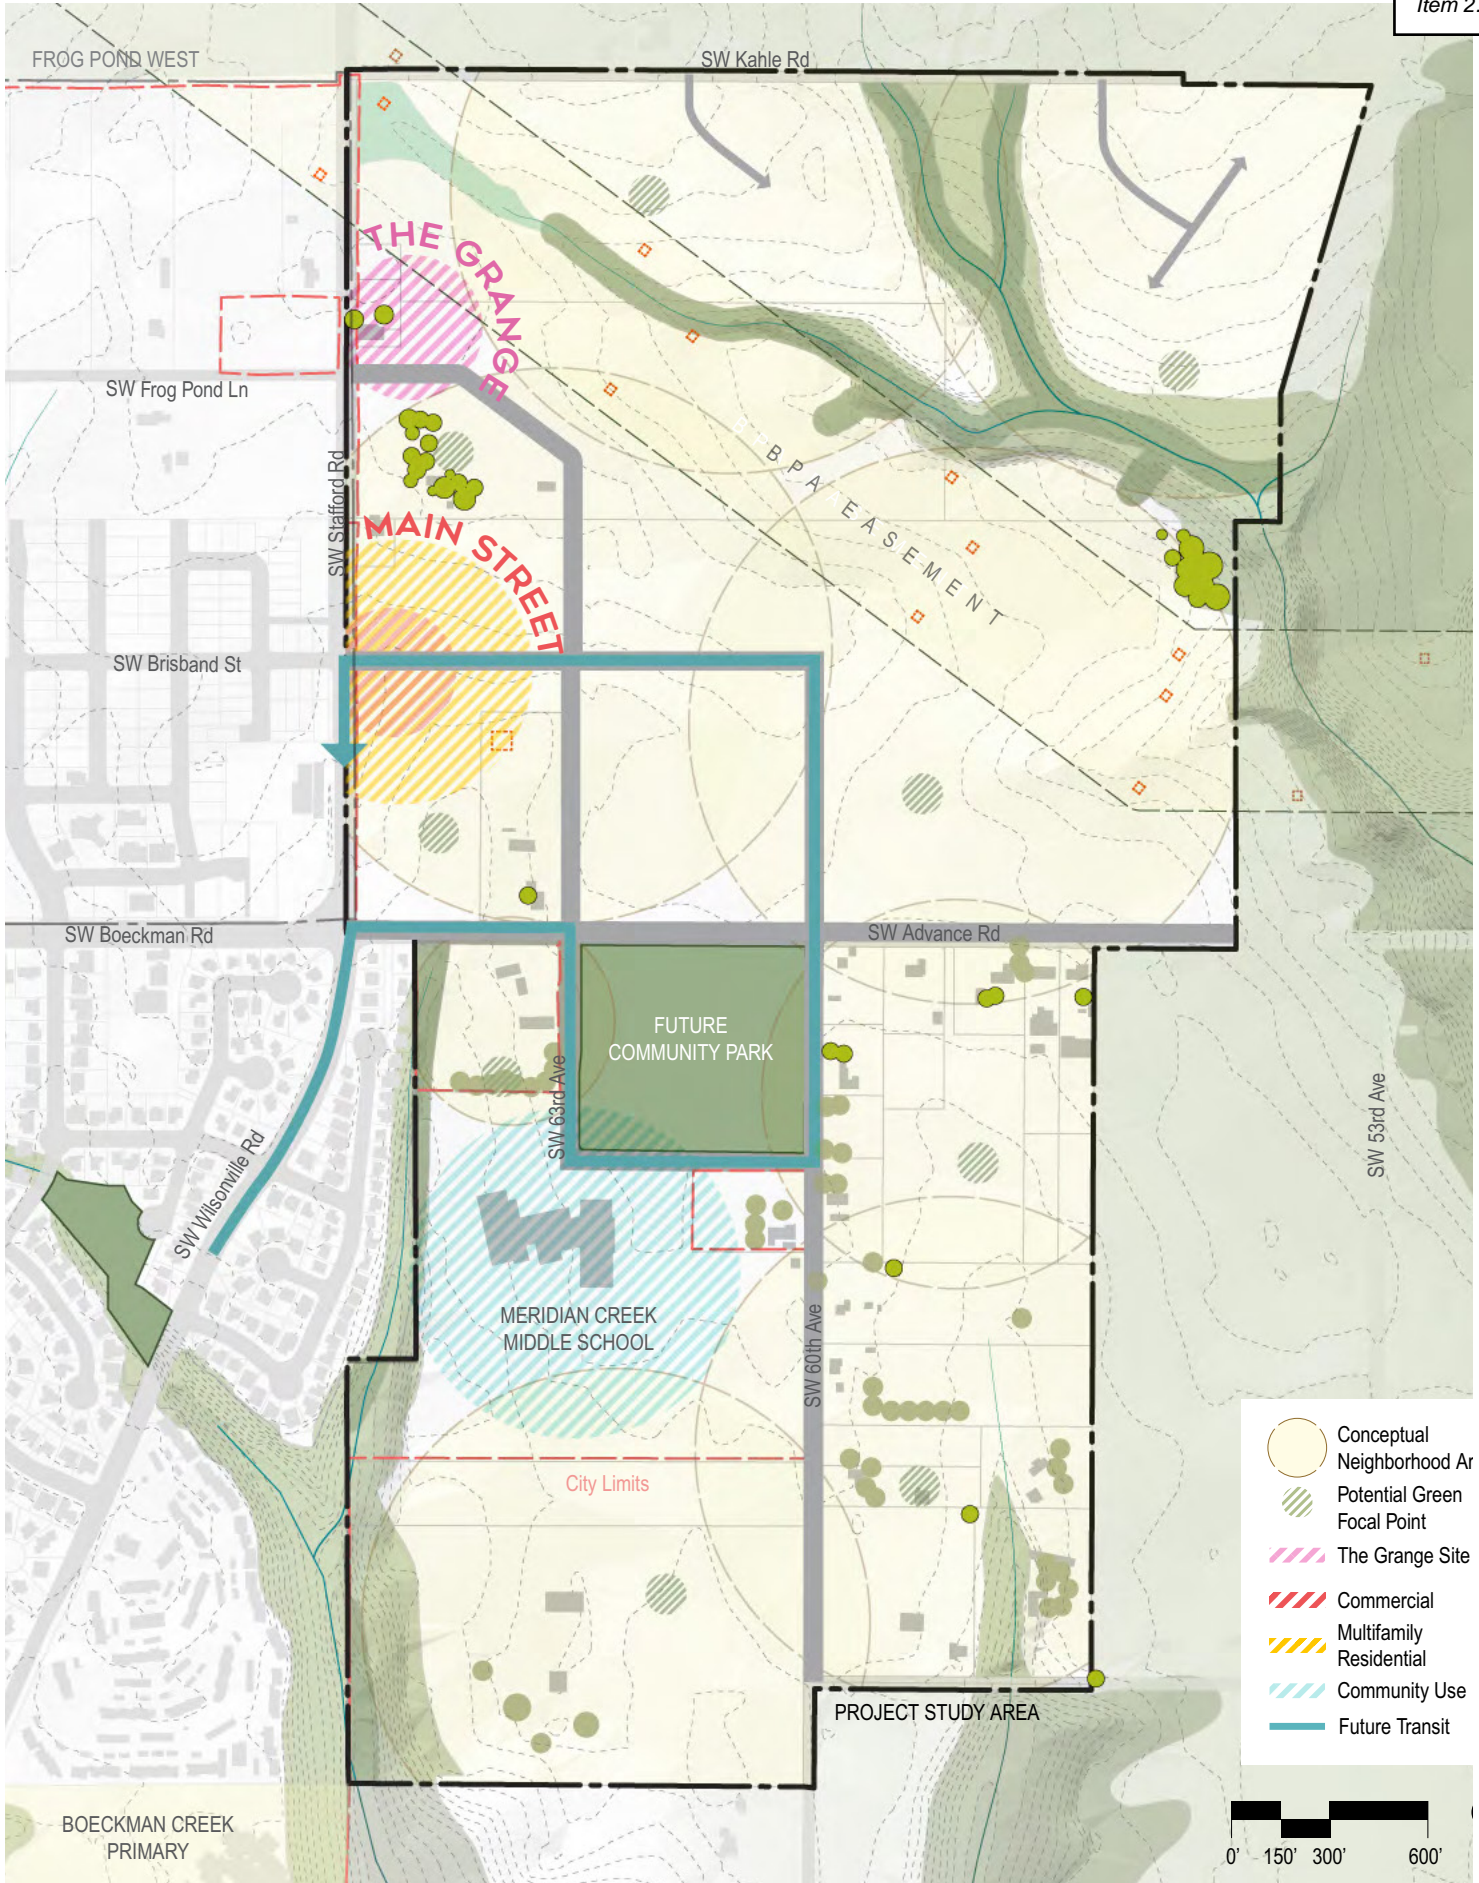 Item 2.
FROG POND WEST
SW Kahle Rd
THE GRANGE
SW Frog Pond Ln
SW Stafford Rd
BPA EASEMENT
MAIN STREET
SW Brisband St
SW Boeckman Rd
SW Advance Rd
FUTURE
COMMUNITY PARK
SW 63rd Ave
SW 53rd Ave
SW Wilsonville Rd
MERIDIAN CREEK
MIDDLE SCHOOL
SW 60th Ave
City Limits
Conceptual
Neighborhood Ar
Potential Green
Focal Point
The Grange Site
Commercial
Multifamily
Residential
Community Use
Future Transit
PROJECT STUDY AREA
BOECKMAN CREEK
PRIMARY
0' 150' 300' 600'